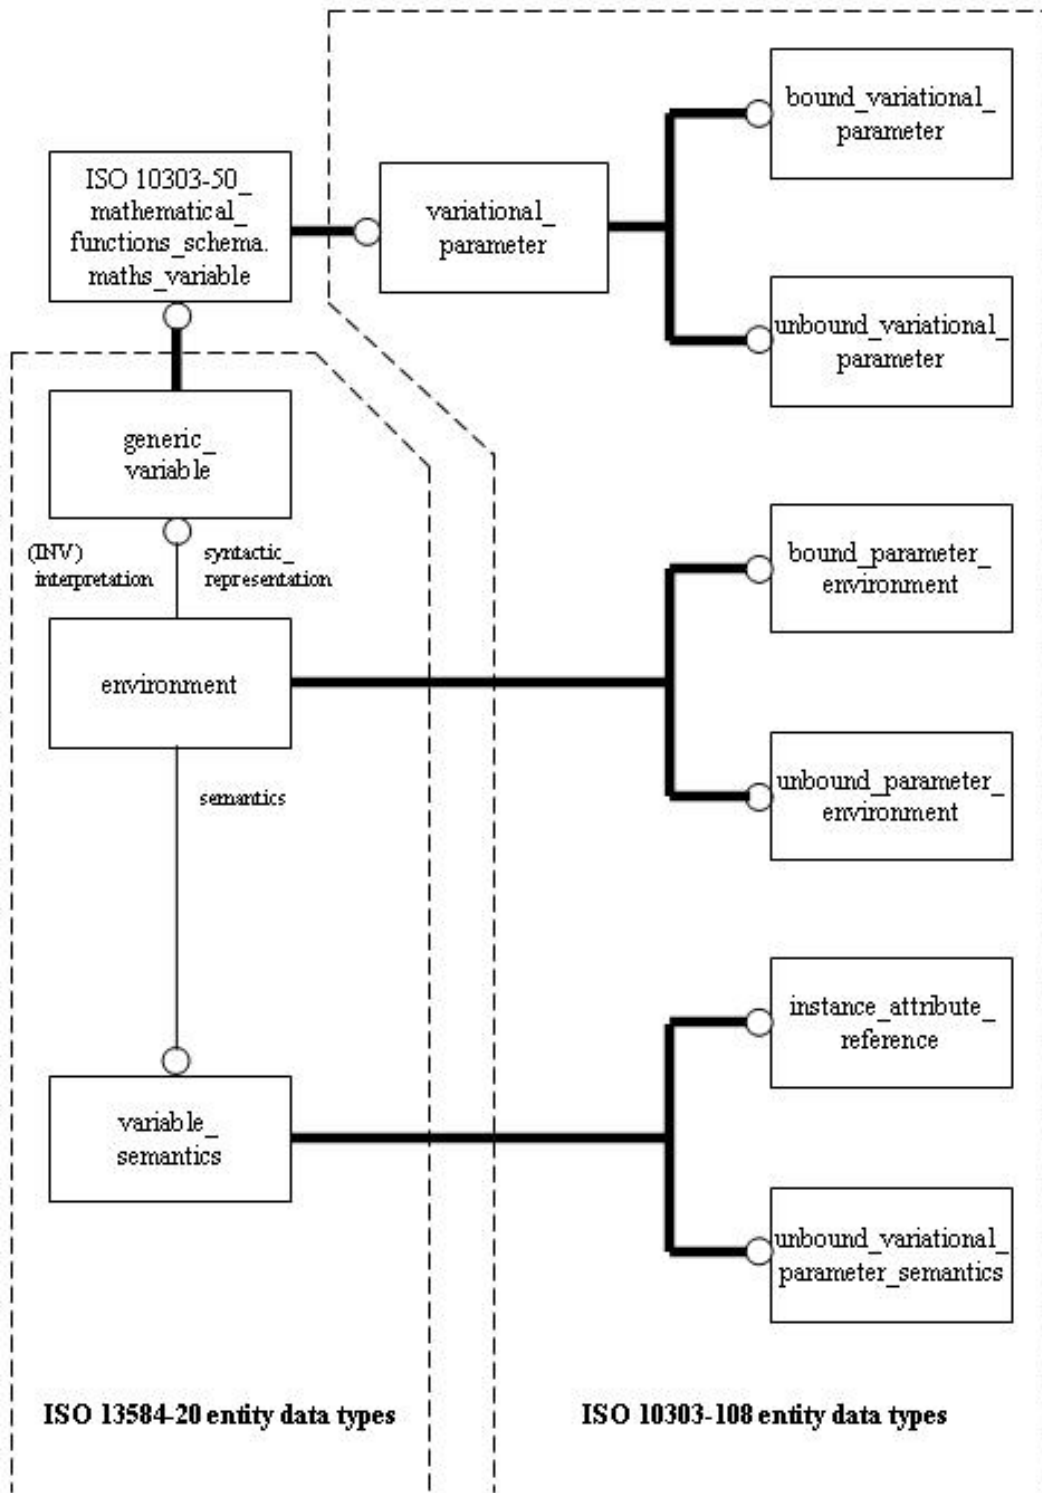 bound_variational_
parameter
ISO 10303-50_
mathematical_
functions_schema.
maths_variable
variational_
parameter
unbound_variational_
parameter
generic_
variable
(INV)
interpretation
syntactic_
representation
bound_parameter_
environment
environment
unbound_parameter_
environment
semantics
instance_attribute_
reference
variable_
semantics
unbound_variational_
parameter_semantics
ISO 13584-20 entity data types
ISO 10303-108 entity data types